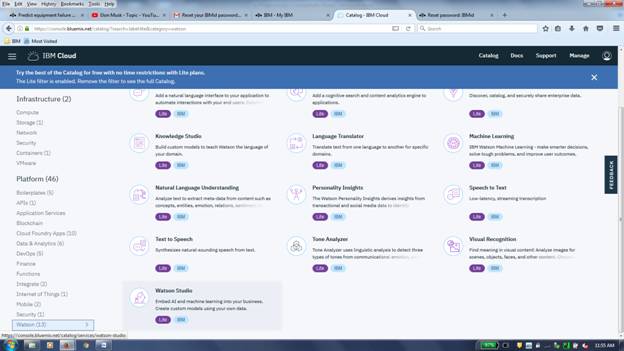 File Edit View History Bookmarks Tools Help
Predict equipment failure ...
Elon Musk - Topic - YouTu...
Reset your IBMid password...
IBM - My IBM
Catalog - IBM Cloud
Reset password: IBMid
https://console.bluemix.net/catalog/?search=label:lite&category=watson
Search
IBM Most Visited
IBM Cloud
Catalog Docs Support Manage
Try the best of the Catalog for free with no time restrictions with Lite plans.
The Lite filter is enabled. Remove the filter to see the full Catalog.
Infrastructure (2)
Compute
Storage (1)
Network
Security
Containers (1)
VMware
Platform (46)
Boilerplates (5)
APIs (1)
Application Services
Blockchain
Cloud Foundry Apps (10)
Data & Analytics (6)
DevOps (5)
Finance
Functions
Integrate (2)
Internet of Things (1)
Mobile (2)
Security (1)
Watson (13)
Add a natural language interface to your application to
automate interactions with your end users.
Lite IBM
Add a cognitive search and content analytics engine to
applications.
Lite IBM
Discover, catalog, and securely share enterprise data.
Lite IBM
Knowledge Studio
Build custom models to teach Watson the language of
your domain.
Lite IBM
Language Translator
Translate text from one language to another for specific
domains.
Lite IBM
Machine Learning
IBM Watson Machine Learning - make smarter decisions,
solve tough problems, and improve user outcomes.
Lite IBM
Natural Language Understanding
Analyze text to extract meta-data from content such as
concepts, entities, emotion, relations,
Lite IBM
Personality Insights
The Watson Personality Insights derives insights from
transactional and social media data to identify
Lite IBM
Speech to Text
Low-latency, streaming transcription
Lite IBM
Text to Speech
Synthesizes natural-sounding speech from text.
Lite IBM
Tone Analyzer
Tone Analyzer uses linguistic analysis to detect three
types of tones from communications: emotion,
Lite IBM
Visual Recognition
Find meaning in visual content! Analyze images for
scenes, objects, faces, and other content.
Lite IBM
Watson Studio
Embed AI and machine learning into your business.
Create custom models using your own data.
Lite IBM
FEEDBACK
https://console.bluemix.net/catalog/services/watson-studio
97%
11:55 AM